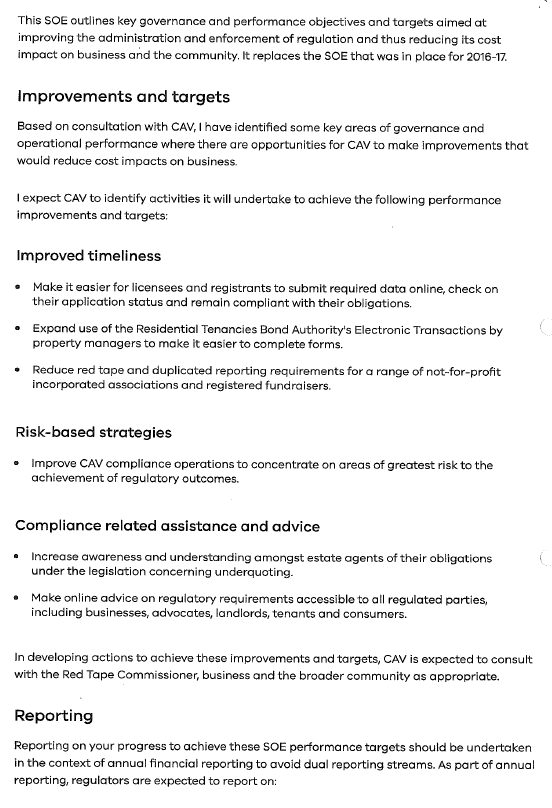 This SOE outlines key governance and performance objectives and targets aimed at
improving the administration and enforcement of regulation and thus reducing its cost
impact on business and the community. It replaces the SOE that was in place for 2016-17.
Improvements and targets
Based on consultation with CAV, I have identified some key areas of governance and
operational performance where there are opportunities for CAV to make improvements that
would reduce cost impacts on business.
I expect CAV to identify activities it will undertake to achieve the following performance
improvements and targets:
Improved timeliness
• Make it easier for licensees and registrants to submit required data online, check on
their application status and remain compliant with their obligations.
• Expand use of the Residential Tenancies Bond Authority's Electronic Transactions by
property managers to make it easier to complete forms.
• Reduce red tape and duplicated reporting requirements for a range of not-for-profit
incorporated associations and registered fundraisers.
Risk-based strategies
• Improve CAV compliance operations to concentrate on areas of greatest risk to the
achievement of regulatory outcomes.
Compliance related assistance and advice
• Increase awareness and understanding amongst estate agents of their obligations
under the legislation concerning underquoting.
• Make online advice on regulatory requirements accessible to all regulated parties,
including businesses, advocates, landlords, tenants and consumers.
In developing actions to achieve these improvements and targets, CAV is expected to consult
with the Red Tape Commissioner, business and the broader community as appropriate.
Reporting
Reporting on your progress to achieve these SOE performance targets should be undertaken
in the context of annual financial reporting to avoid dual reporting streams. As part of annual
reporting, regulators are expected to report on: